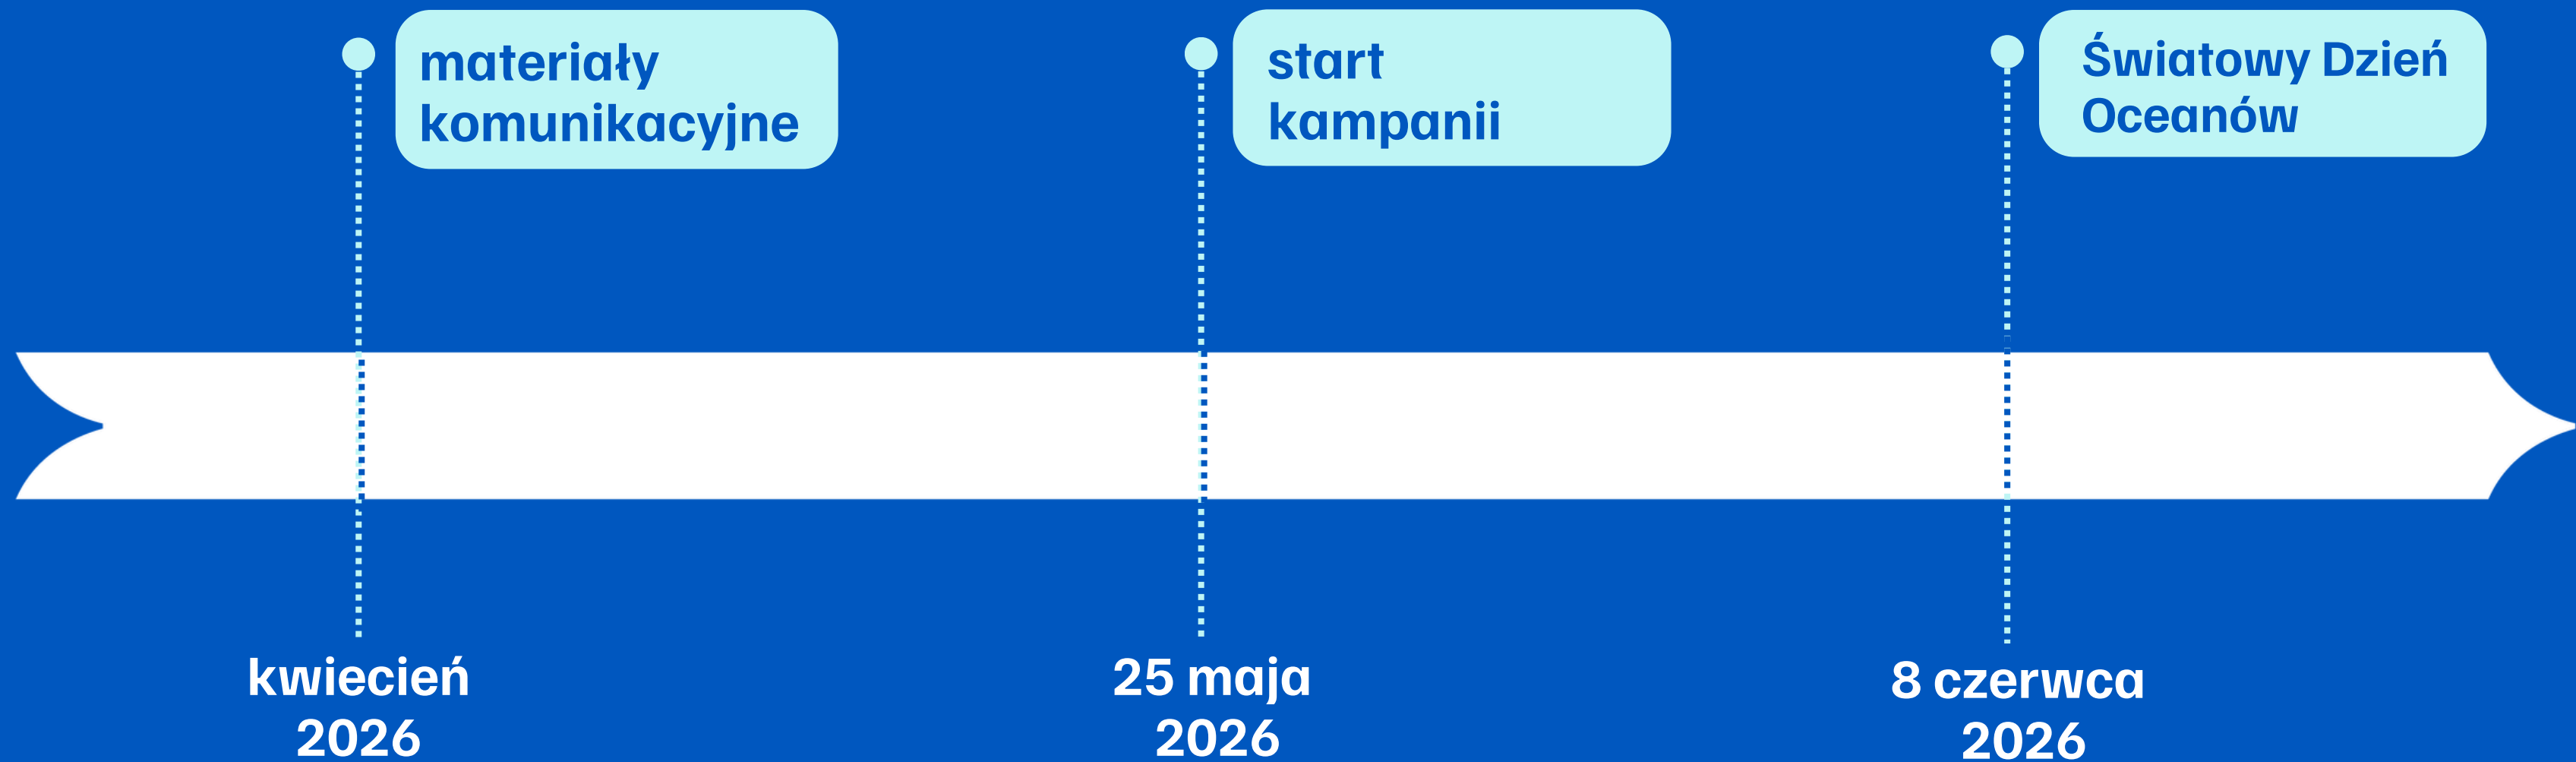 materiały
komunikacyjne
start
kampanii
Światowy Dzień
Oceanów
kwiecień
2026
25 maja
2026
8 czerwca
2026